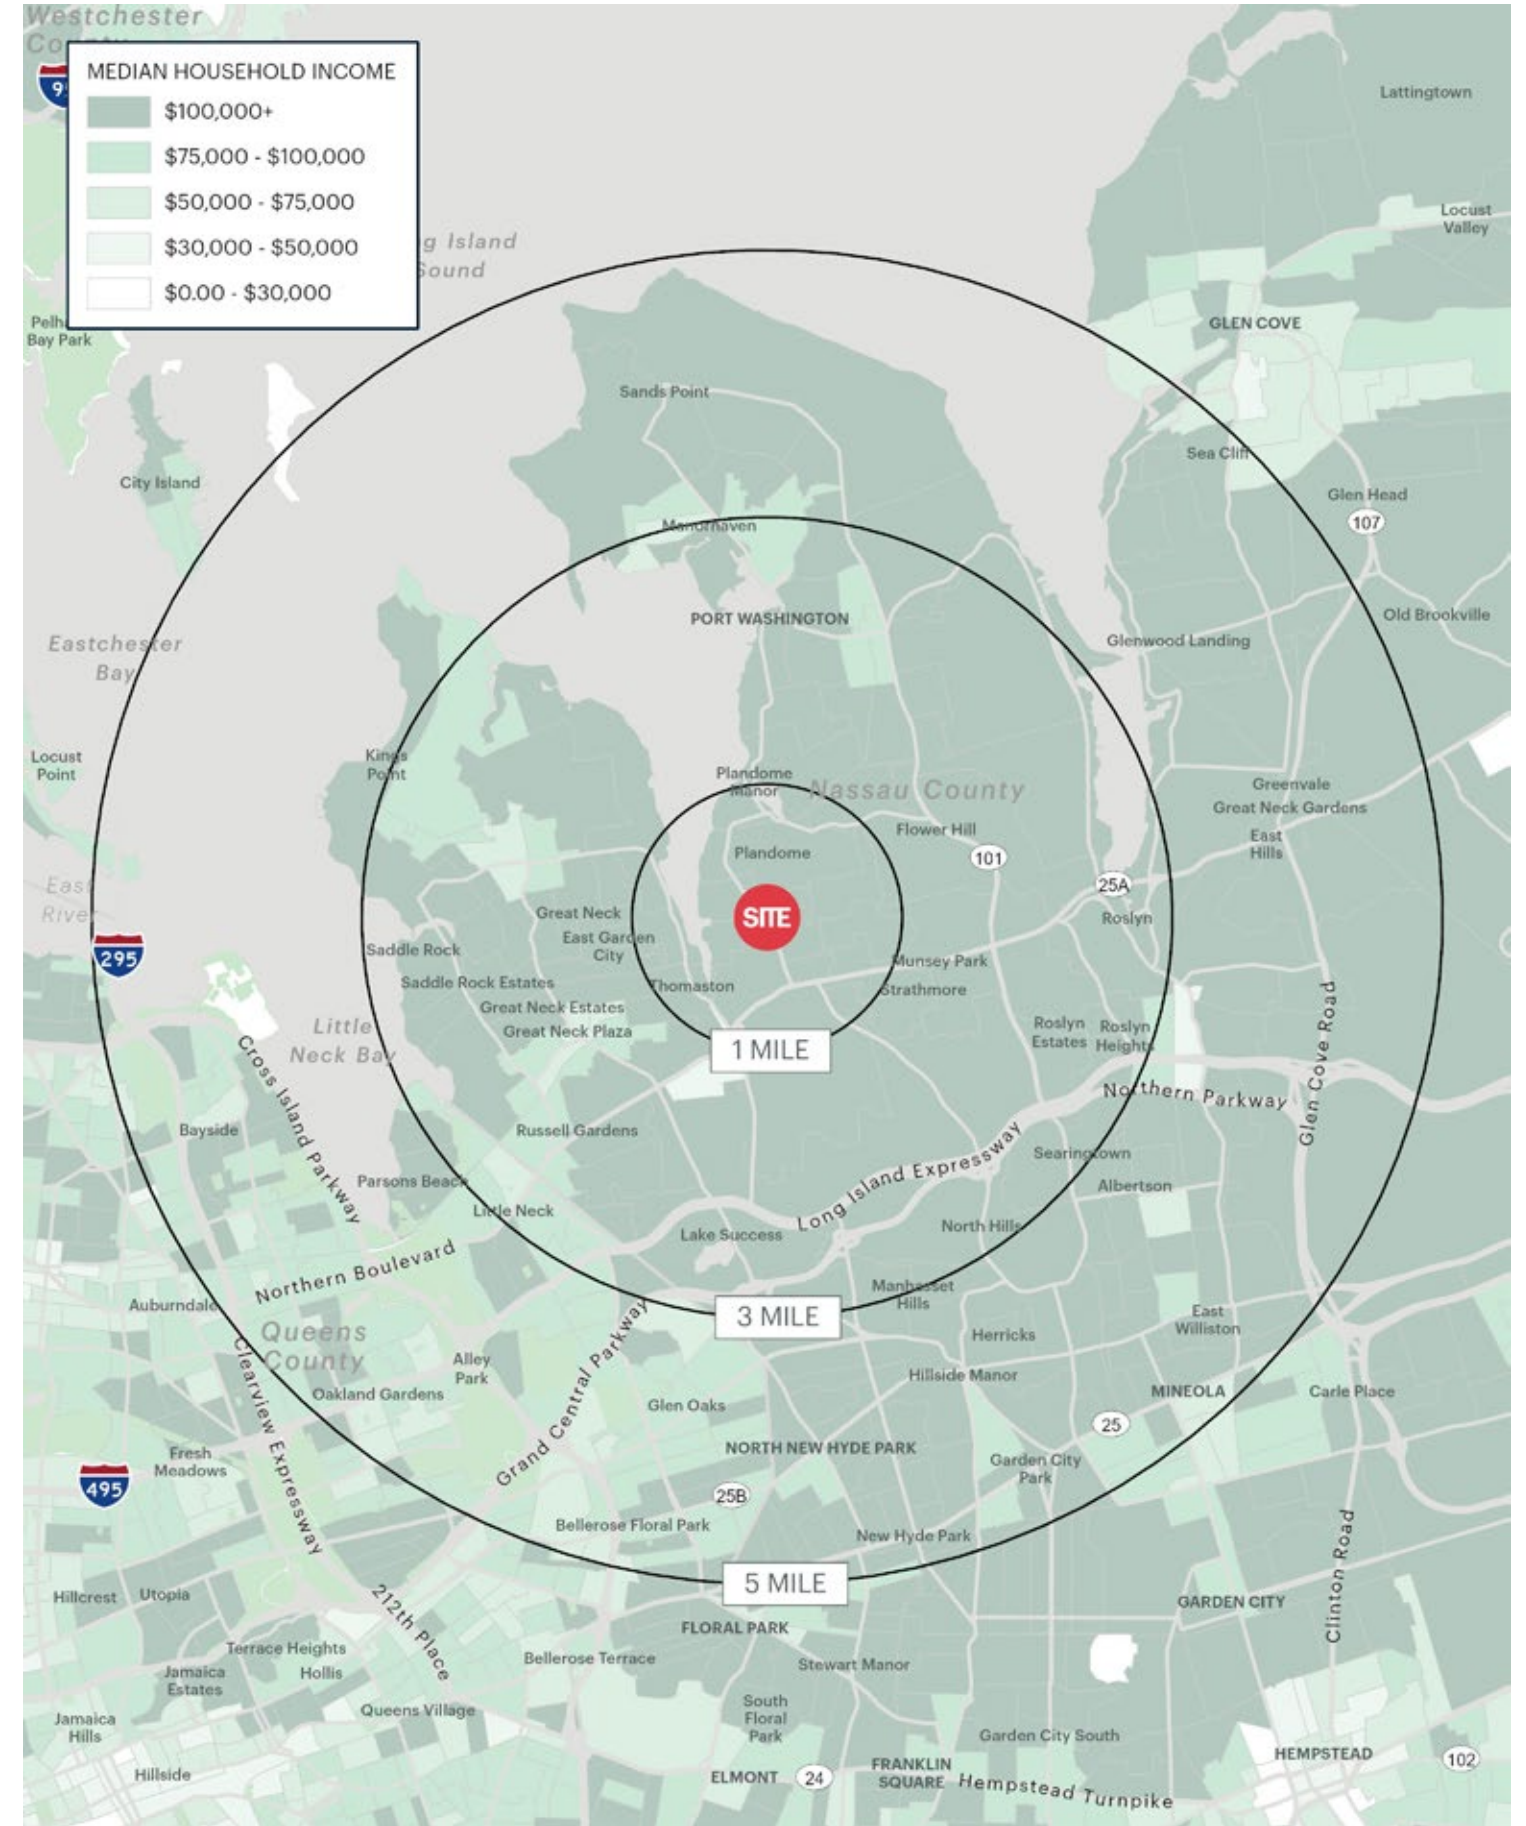 Westchester
County
MEDIAN HOUSEHOLD INCOME
$100,000+
$75,000 - $100,000
$50,000 - $75,000
$30,000 - $50,000
$0.00 - $30,000
Lattingtown
Locust
Valley
Sound
Island
Bay Park
GLEN COVE
Sands Point
Sea Cliff
City Island
Glen Head
107
Manorhaven
PORT WASHINGTON
Old Brookville
Glenwood Landing
Eastchester
Bay
Locust
Point
Kings
Point
Plandome
Manor
Nassau County
Greenvale
Great Neck Gardens
East
Hills
Flower Hill
101
Plandome
25A
East
River
Great Neck
SITE
Roslyn
East Garden
City
295
Saddle Rock
Munsey Park
Saddle Rock Estates
Thomaston
Strathmore
Great Neck Estates
Great Neck Plaza
Little
Neck Bay
Roslyn
Estates
Roslyn
Heights
1 MILE
Glen Cove Road
Cross Island Parkway
Northern Parkway
Bayside
Russell Gardens
Long Island Expressway
Searingtown
Parsons Beach
Albertson
Little Neck
Lake Success
North Hills
Northern Boulevard
Manhasset
Hills
Auburndale
3 MILE
East
Williston
Queens
County
Herricks
Alley
Park
Hillside Manor
Oakland Gardens
Glen Oaks
MINEOLA
Carle Place
Grand Central Parkway
Clearview Expressway
25
NORTH NEW HYDE PARK
Fresh
Meadows
Garden City
Park
495
25B
Bellerose Floral Park
New Hyde Park
5 MILE
Hillcrest
Utopia
212th Place
GARDEN CITY
Clinton Road
FLORAL PARK
Terrace Heights
Hollis
Bellerose Terrace
Stewart Manor
Jamaica
Estates
Queens Village
South
Floral
Park
Jamaica
Hills
Garden City South
Hillside
HEMPSTEAD
102
ELMONT
24
FRANKLIN
SQUARE
Hempstead Turnpike